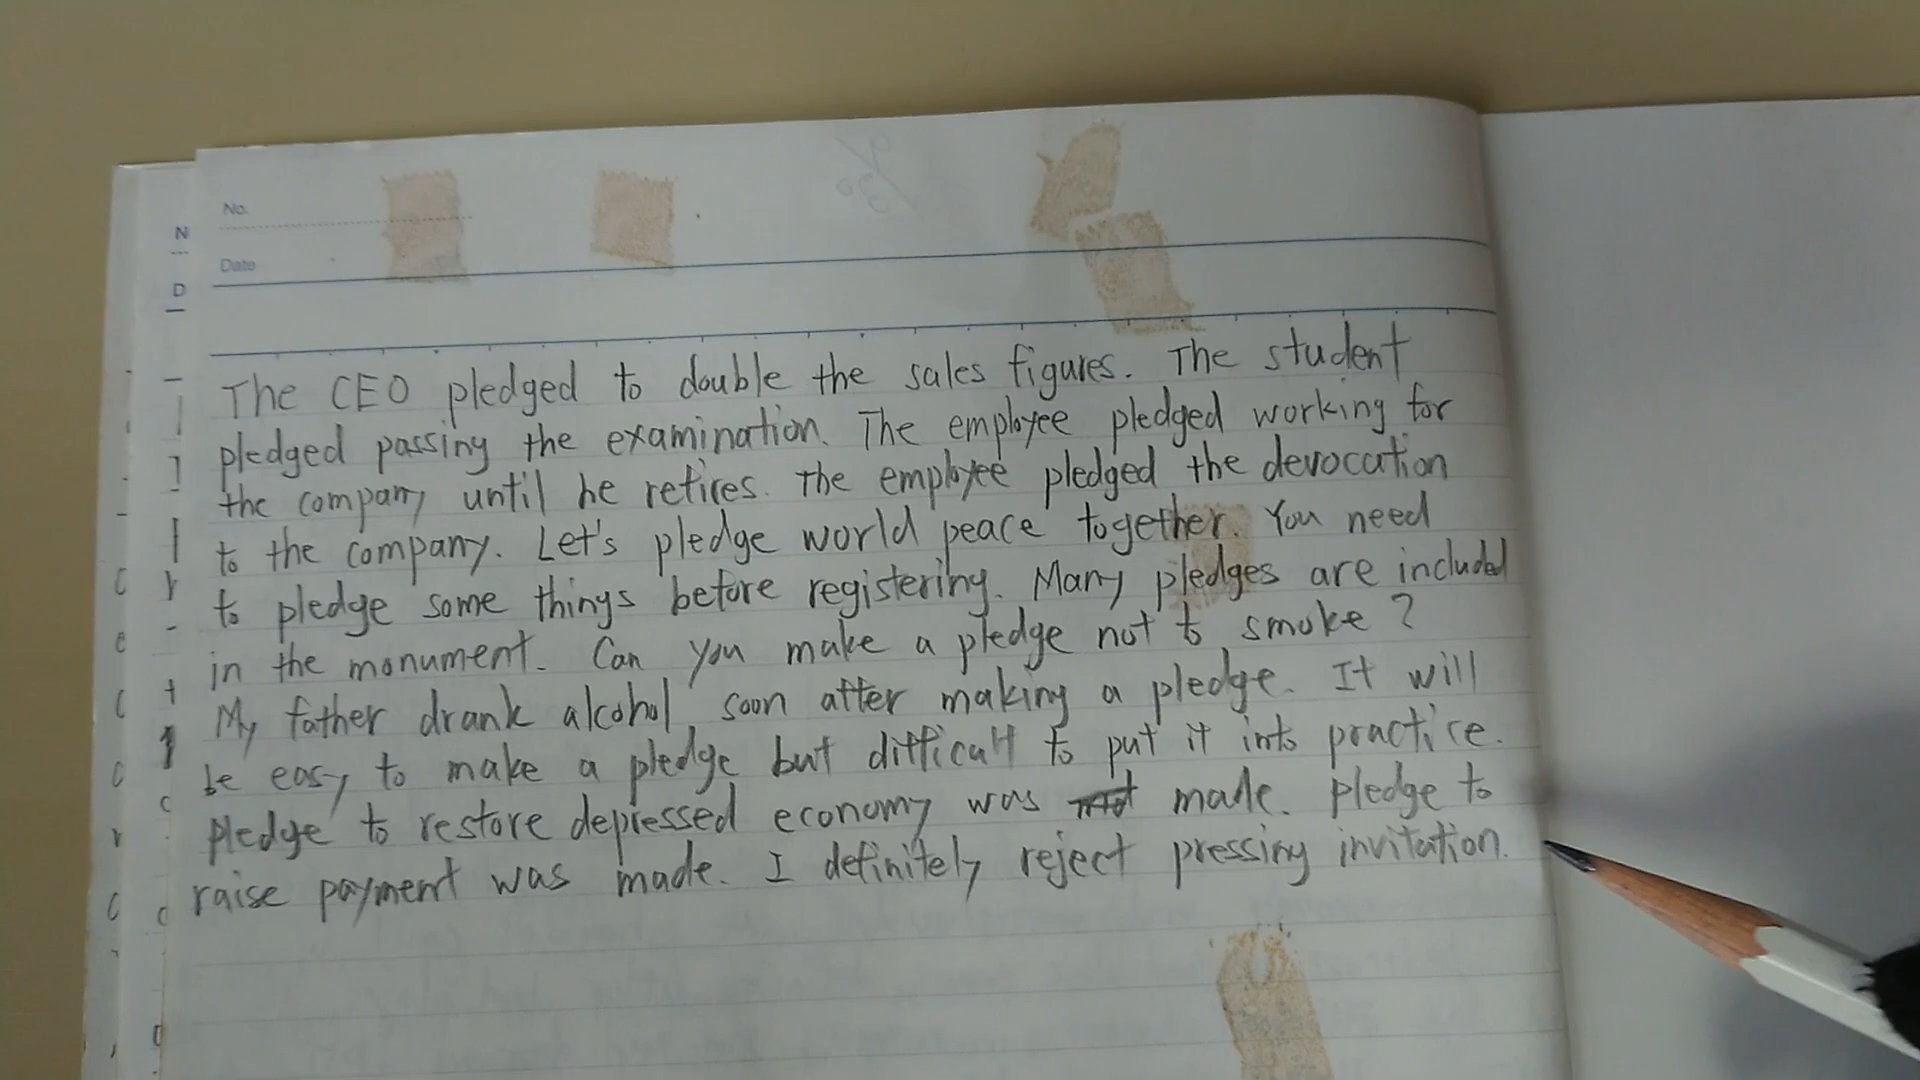 No.
Date
N
D
The CEO pledged to double the sales figures. The student
pledged passing the examination. The employee pledged working for
the company until he retires. The employee pledged the devocation
to the company. Let's pledge world peace together. You need
to pledge some things before registering. Many pledges are included
in the monument. Can you make a pledge not to smoke?
My father drank alcohol soon after making a pledge. It will
be easy to make a pledge but difficult to put it into practice.
Pledge to restore depressed economy was made. Pledge to
raise payment was made. I definitely reject pressing invitation.